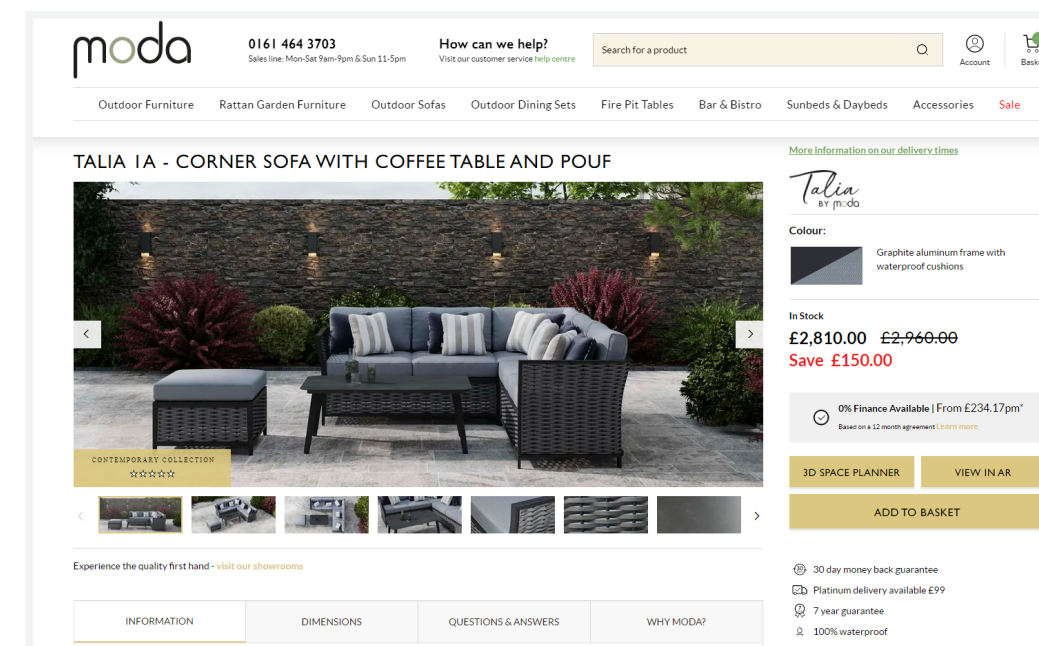 moda
0161 464 3703
Sales line: Mon-Sat 9am-9pm & Sun 11-5pm
How can we help?
Visit our customer service help centre
Search for a product
Account
Outdoor Furniture
Rattan Garden Furniture
Outdoor Sofas
Outdoor Dining Sets
Fire Pit Tables
Bar & Bistro
Sunbeds & Daybeds
Accessories
Sale
TALIA 1A - CORNER SOFA WITH COFFEE TABLE AND POUF
CONTEMPORARY COLLECTION
Experience the quality first hand - visit our showrooms
INFORMATION
DIMENSIONS
QUESTIONS & ANSWERS
WHY MODA?
More information on our delivery times
Talia
BY moda
Colour:
Graphite aluminum frame with
waterproof cushions
In Stock
£2,810.00 £2,960.00
Save £150.00
0% Finance Available | From £234.17pm*
Based on a 12 month agreement Learn more
3D SPACE PLANNER
VIEW IN AR
ADD TO BASKET
30 day money back guarantee
Platinum delivery available £99
7 year guarantee
100% waterproof